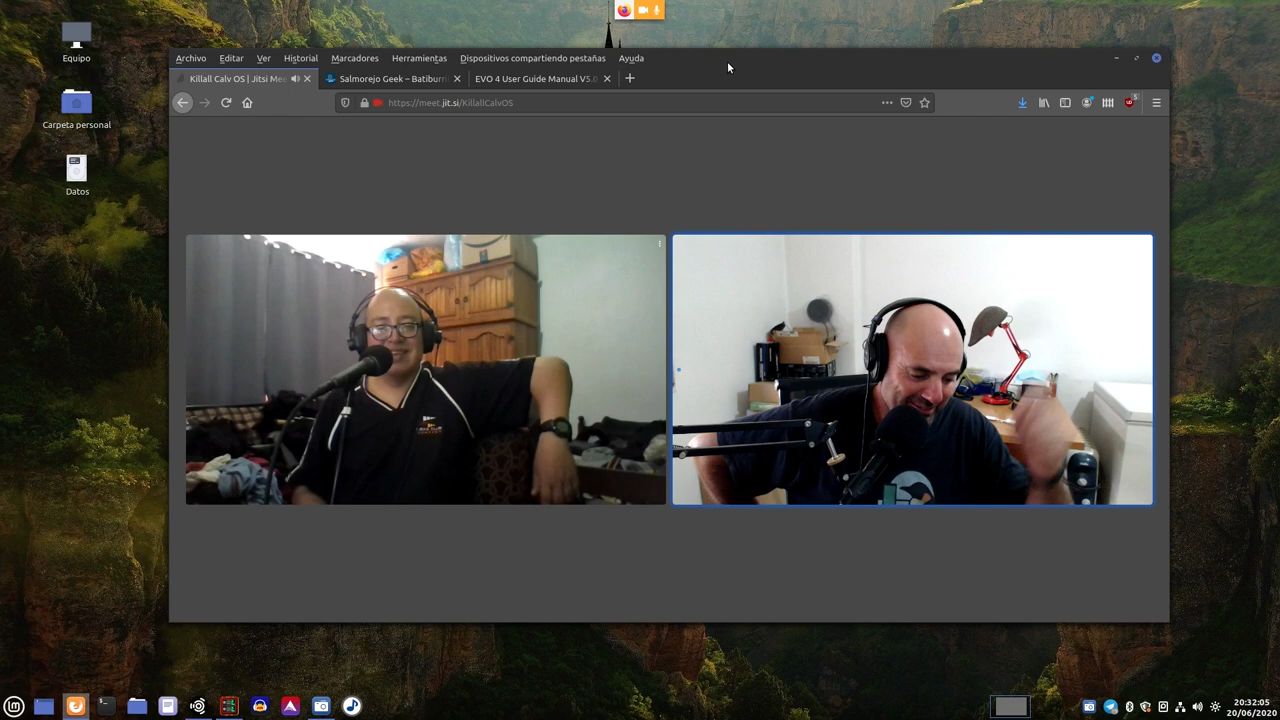 Equipo
Carpeta personal
Datos
Archivo Editar Ver Historial Marcadores Herramientas Dispositivos compartiendo pestañas Ayuda
Killall Calv OS | Jitsi Mee
Salmorejo Geek – Batiburri
EVO 4 User Guide Manual V5.0
https://meet.jit.si/KillallCalvOS
5
20:32:05
20/06/2020